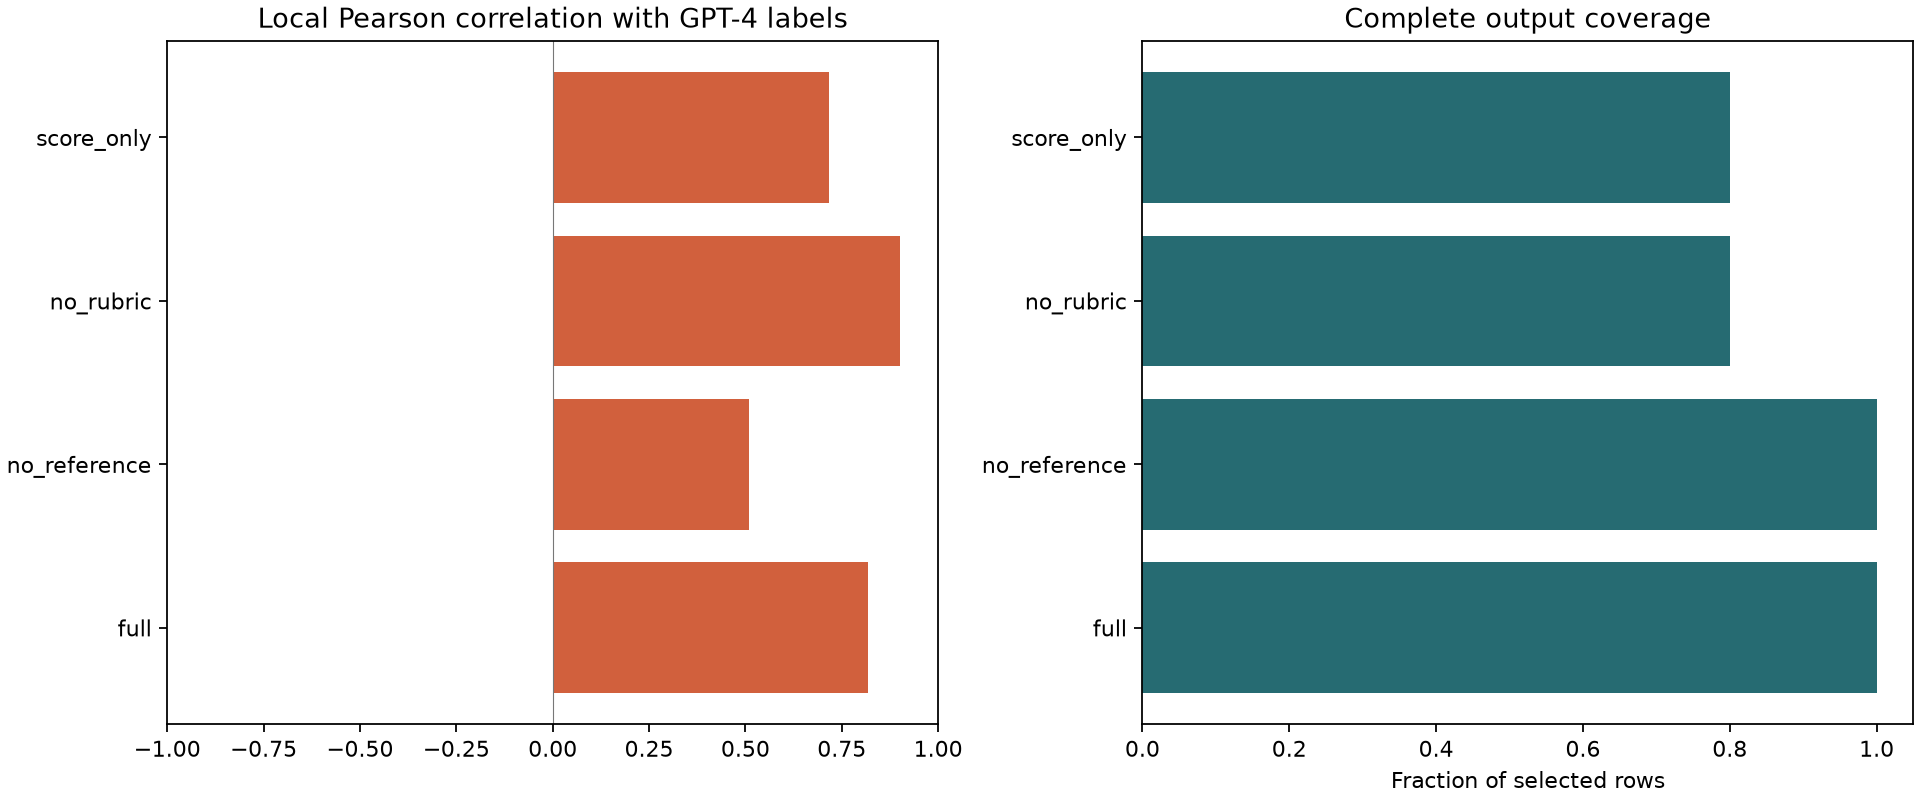 Local Pearson correlation with GPT-4 labels
score_only
no_rubric
no_reference
full
−1.00 −0.75 −0.50 −0.25 0.00 0.25 0.50 0.75 1.00
Complete output coverage
score_only
no_rubric
no_reference
full
0.0 0.2 0.4 0.6 0.8 1.0
Fraction of selected rows